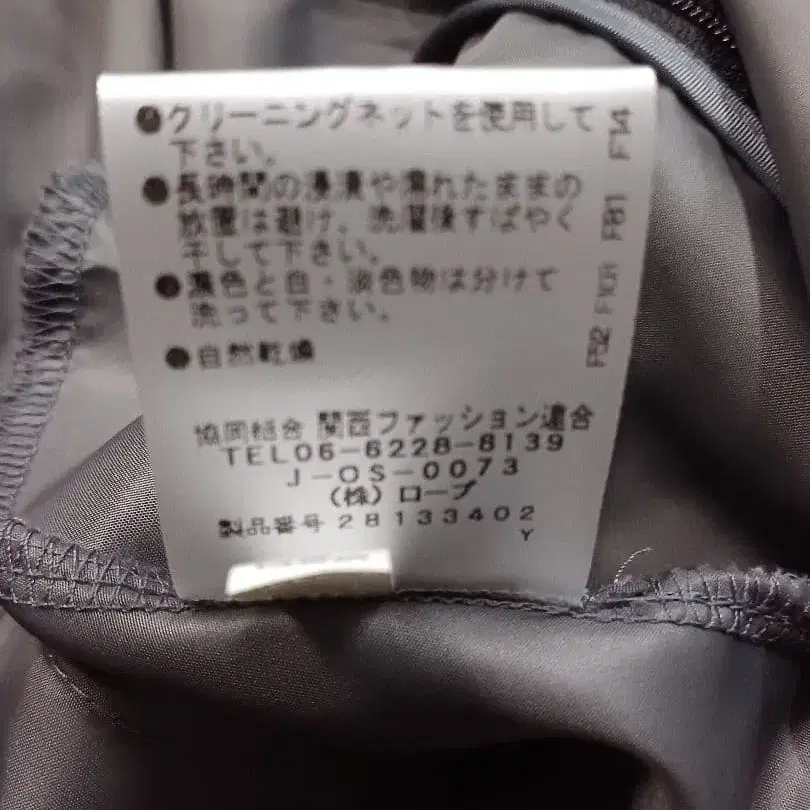 ●クリーニングネットを使用して
下さい。
●長時間の浸漬や濡れたままの
放置は避け、洗濯後すばやく
干して下さい。
●濃色と白・淡色物は分けて
洗って下さい。
●自然乾燥
協同組合 関西ファッション連合
TEL06-6228-8139
J-OS-0073
(株)ロープ
製品番号 28133402
Y
F14
F81
F101
F52